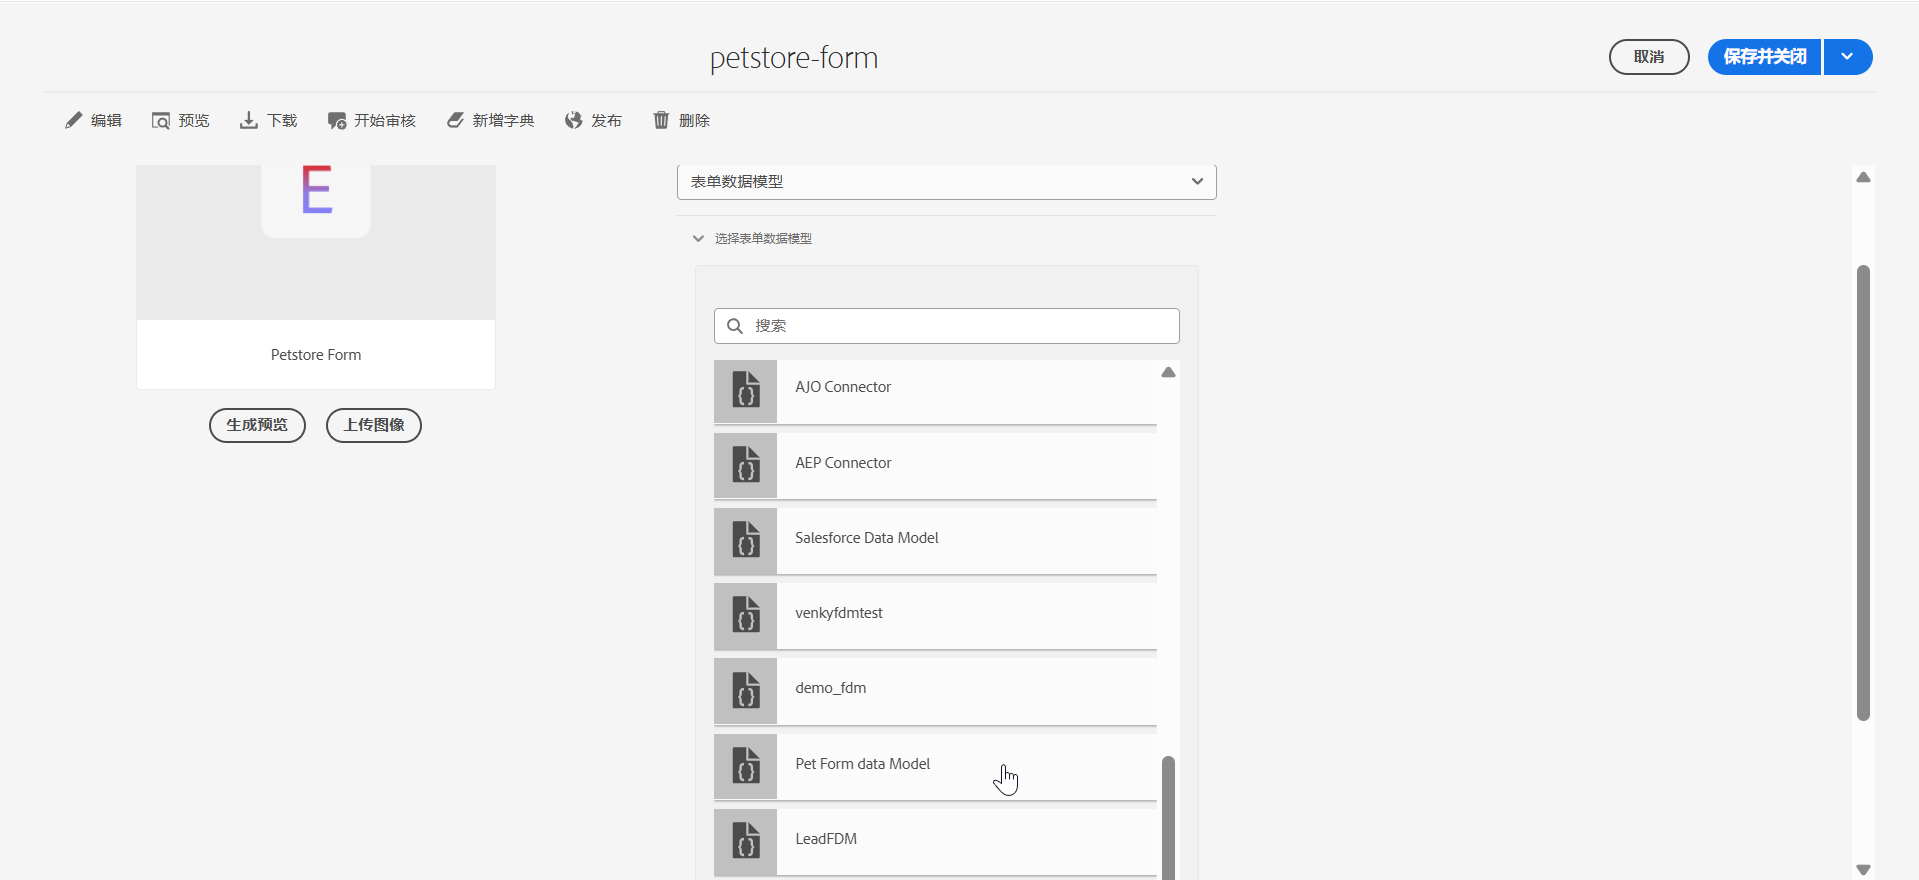 petstore-form
取消
保存并关闭
编辑
预览
下载
开始审核
新增字典
发布
删除
E
Petstore Form
生成预览
上传图像
表单数据模型
选择表单数据模型
搜索
AJO Connector
AEP Connector
Salesforce Data Model
venkyfdmtest
demo_fdm
Pet Form data Model
LeadFDM